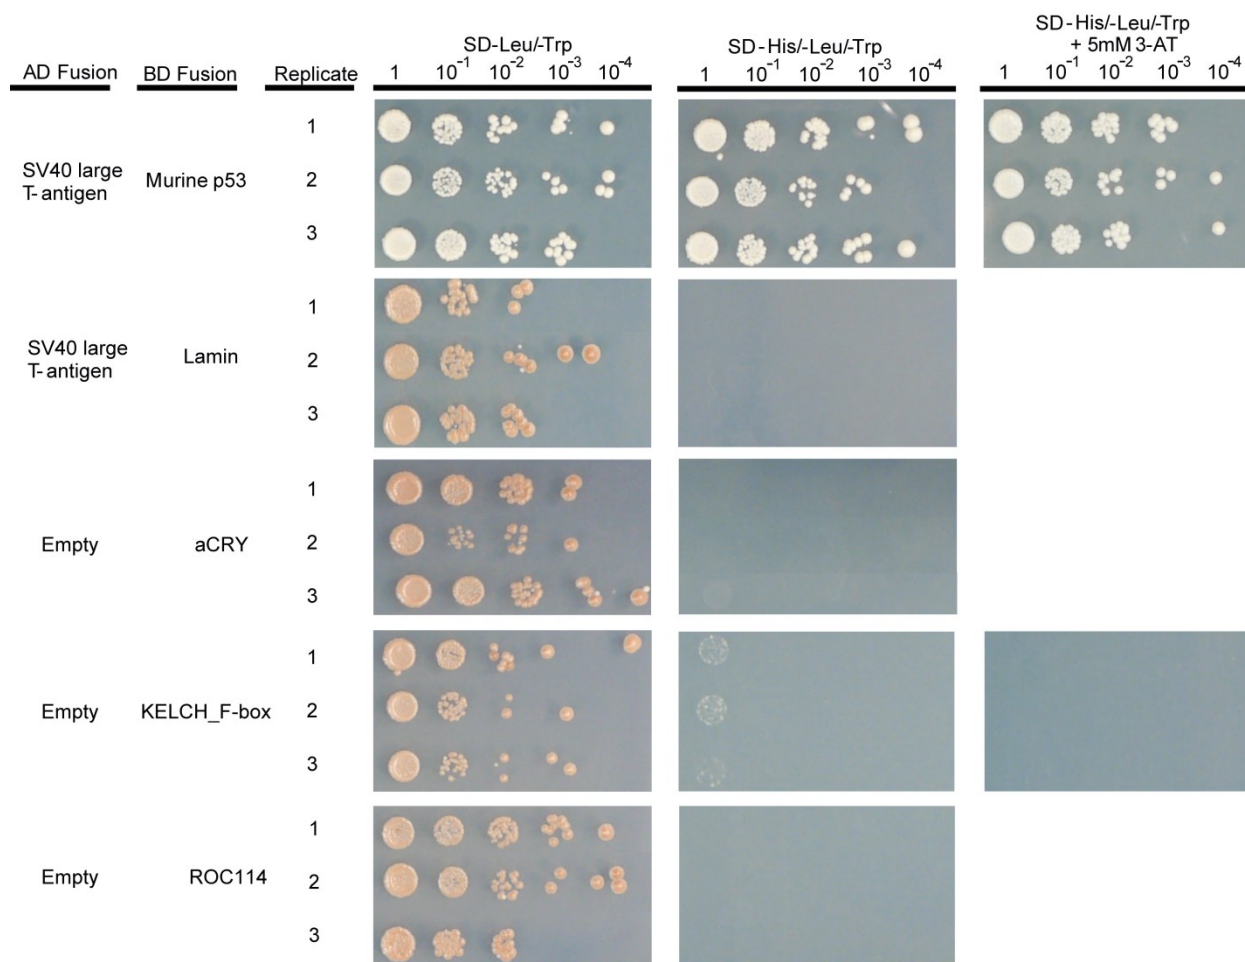 SD-Leu/-Trp
SD-His/-Leu/-Trp
SD-His/-Leu/-Trp
+ 5mM 3-AT
AD Fusion BD Fusion Replicate
1 10⁻¹ 10⁻² 10⁻³ 10⁻⁴
1 10⁻¹ 10⁻² 10⁻³ 10⁻⁴
1 10⁻¹ 10⁻² 10⁻³ 10⁻⁴
SV40 large
T-antigen
Murine p53
1
2
3
SV40 large
T-antigen
Lamin
1
2
3
Empty
aCRY
1
2
3
Empty
KELCH_F-box
1
2
3
Empty
ROC114
1
2
3